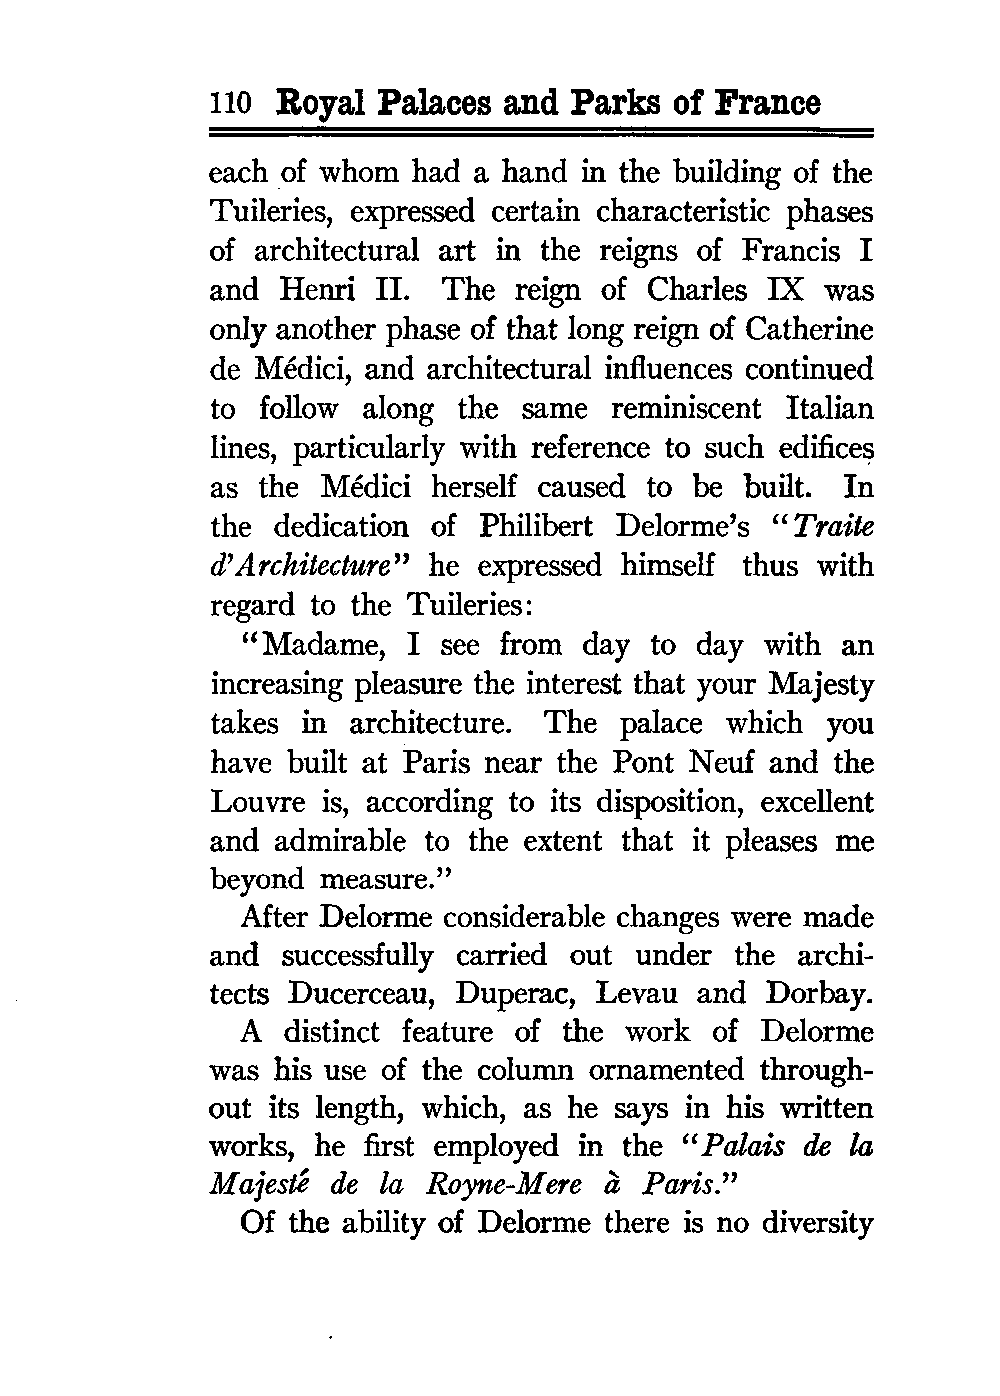 110 Royal Palaces and Parks of France
each of whom had a hand in the building of the
Tuileries, expressed certain characteristic phases
of architectural art in the reigns of Francis I
and Henri II. The reign of Charles IX was
only another phase of that long reign of Catherine
de Médici, and architectural influences continued
to follow along the same reminiscent Italian
lines, particularly with reference to such edifices
as the Médici herself caused to be built. In
the dedication of Philibert Delorme's "Traite
d'Architecture" he expressed himself thus with
regard to the Tuileries:
"Madame, I see from day to day with an
increasing pleasure the interest that your Majesty
takes in architecture. The palace which you
have built at Paris near the Pont Neuf and the
Louvre is, according to its disposition, excellent
and admirable to the extent that it pleases me
beyond measure."
After Delorme considerable changes were made
and successfully carried out under the archi-
tects Ducerceau, Duperac, Levau and Dorbay.
A distinct feature of the work of Delorme
was his use of the column ornamented through-
out its length, which, as he says in his written
works, he first employed in the "Palais de la
Majesté de la Royne-Mere à Paris."
Of the ability of Delorme there is no diversity